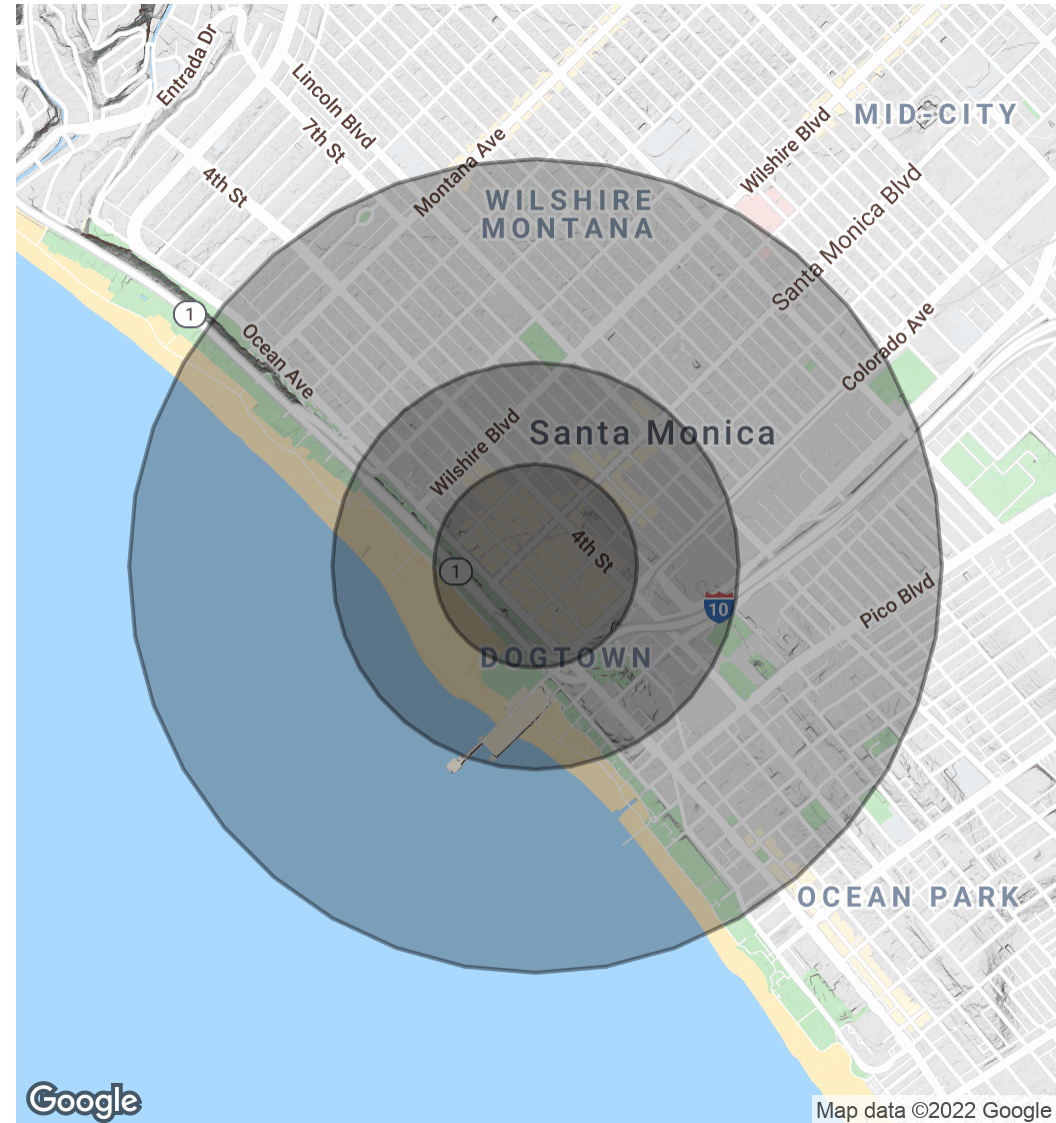 Entrada Dr
Lincoln Blvd
7th St
4th St
Montana Ave
Wilshire Blvd
MID-CITY
WILSHIRE
MONTANA
Santa Monica Blvd
1
Ocean Ave
Colorado Ave
Wilshire Blvd
Santa Monica
4th St
1
10
Pico Blvd
DOGTOWN
OCEAN PARK
Google
Map data ©2022 Google